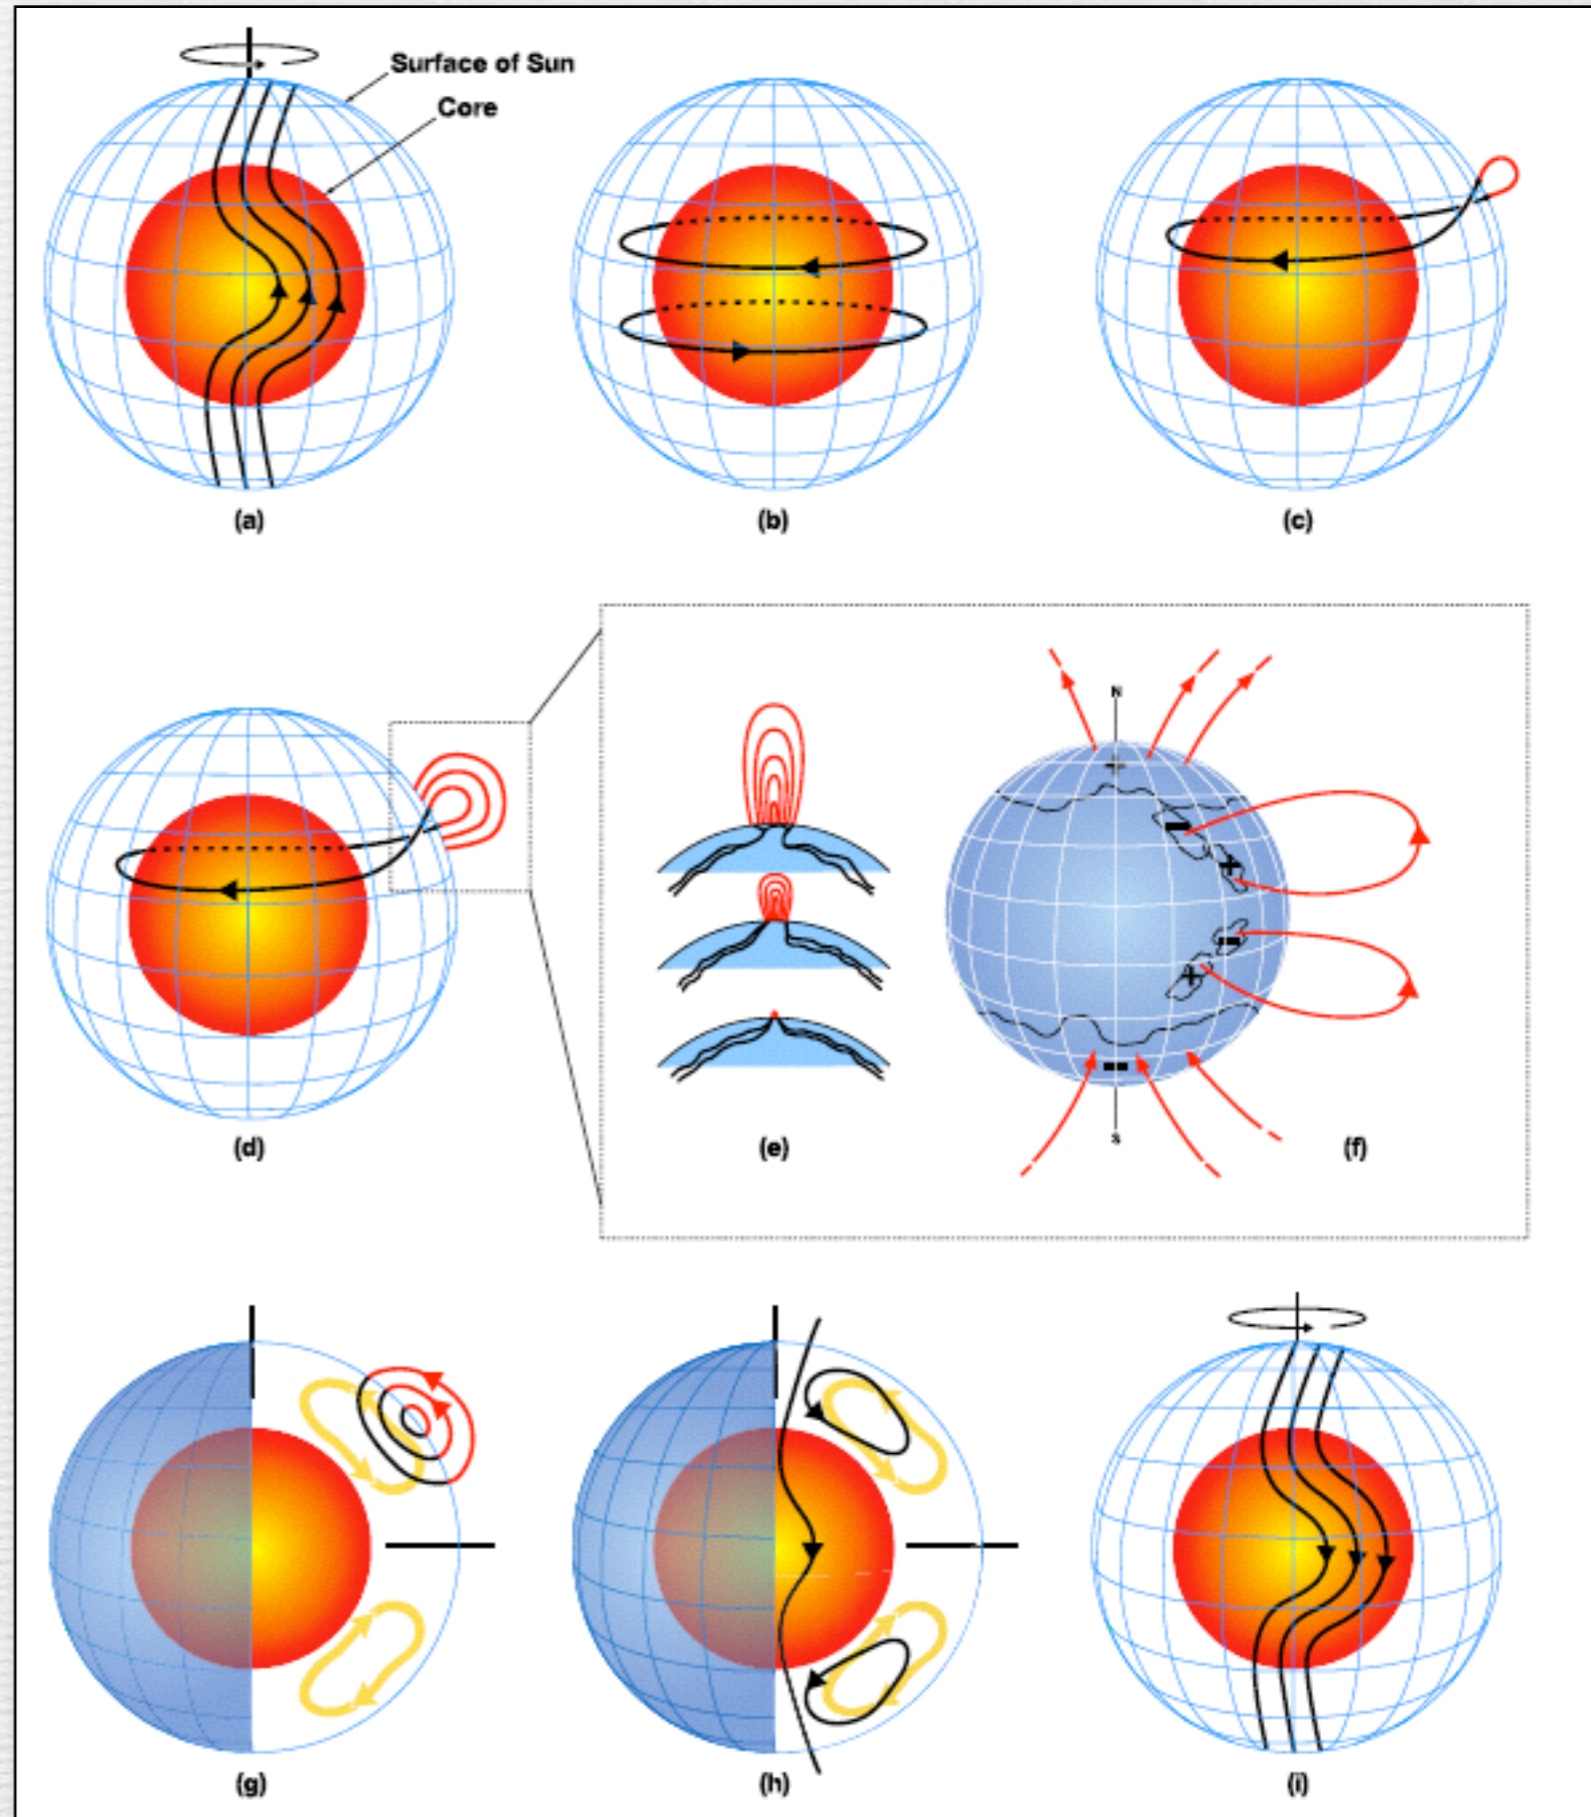 Surface of Sun
Core
(a)
(b)
(c)
N
+
-
+
-
+
--
S
(d)
(e)
(f)
(g)
(h)
(i)